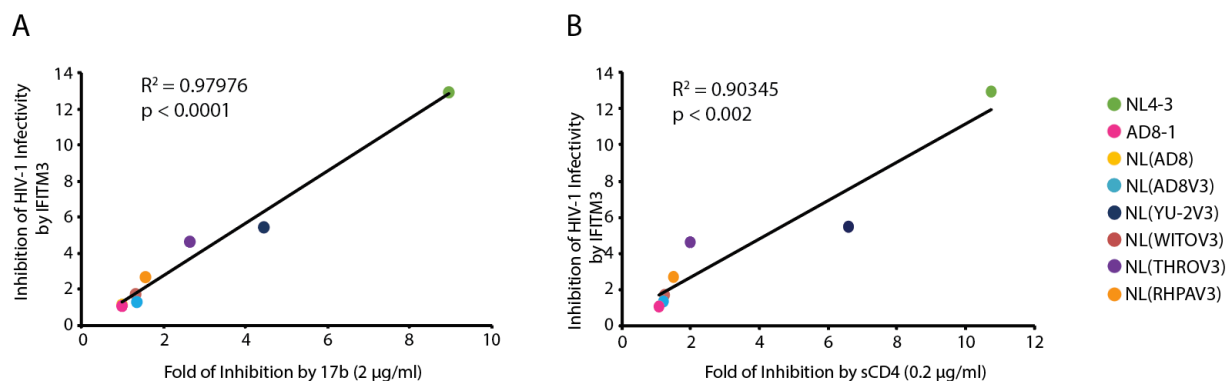 A
Inhibition of HIV-1 Infectivity
by IFITM3
14
12
10
8
6
4
2
0
R² = 0.97976
p < 0.0001
0 2 4 6 8 10
Fold of Inhibition by 17b (2 μg/ml)
B
Inhibition of HIV-1 Infectivity
by IFITM3
14
12
10
8
6
4
2
0
R² = 0.90345
p < 0.002
0 2 4 6 8 10 12
Fold of Inhibition by sCD4 (0.2 μg/ml)
NL4-3
AD8-1
NL(AD8)
NL(AD8V3)
NL(YU-2V3)
NL(WITOV3)
NL(THROV3)
NL(RHPAV3)